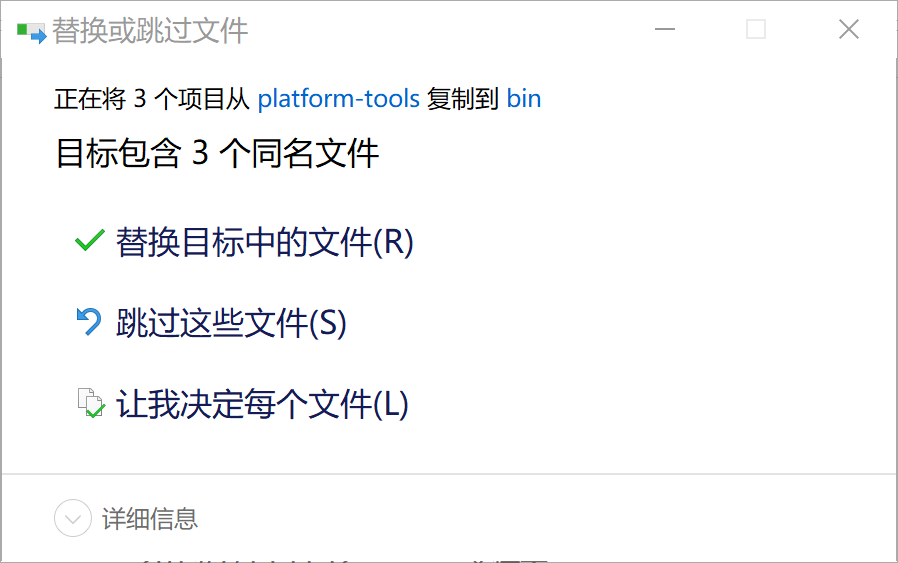 替换或跳过文件
正在将 3 个项目从 platform-tools 复制到 bin
目标包含 3 个同名文件
替换目标中的文件(R)
跳过这些文件(S)
让我决定每个文件(L)
详细信息